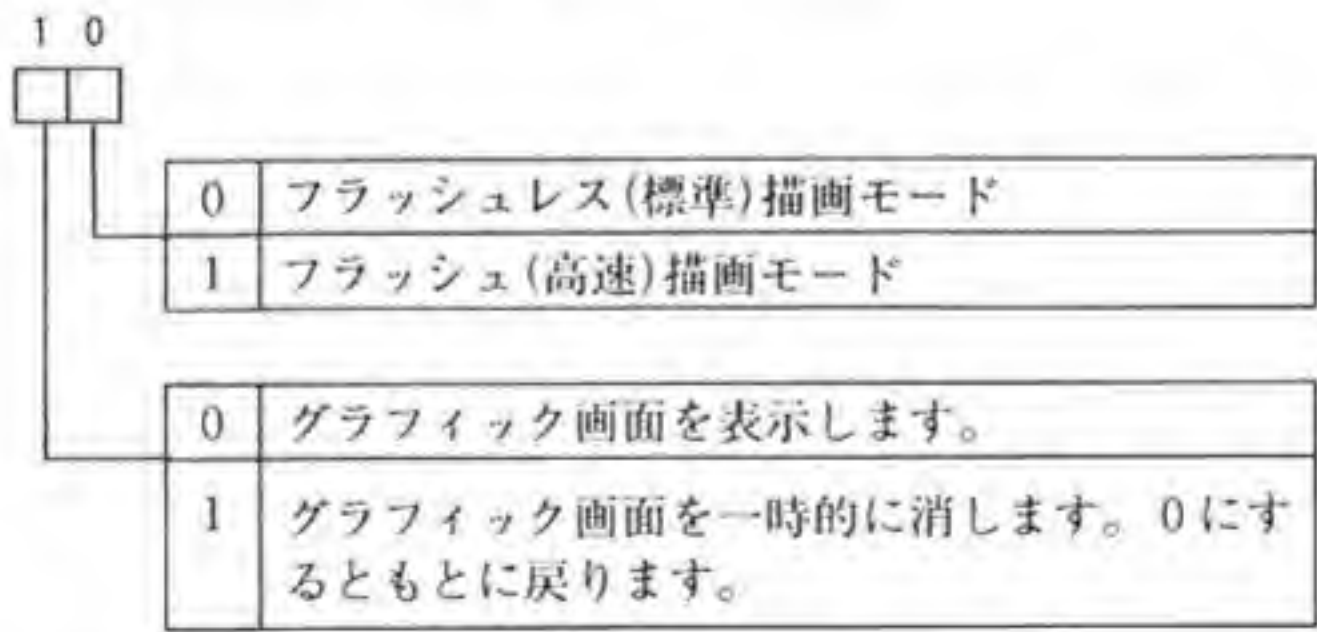 1 0
0 フラッシュレス(標準)描画モード
1 フラッシュ(高速)描画モード
0 グラフィック画面を表示します。
1 グラフィック画面を一時的に消します。0にす
るともとに戻ります。